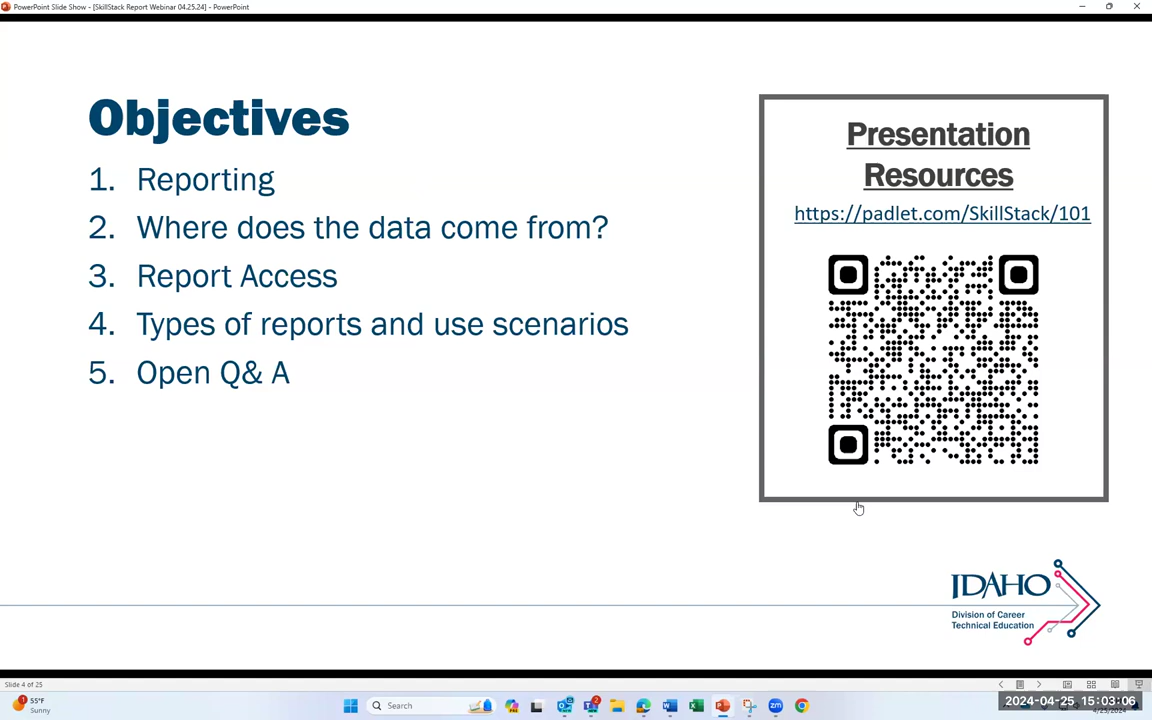 PowerPoint Slide Show - [SkillStack Report Webinar 04.25.24] - PowerPoint
Objectives
1. Reporting
2. Where does the data come from?
3. Report Access
4. Types of reports and use scenarios
5. Open Q& A
Presentation
Resources
https://padlet.com/SkillStack/101
IDAHO
Division of Career
Technical Education
Slide 4 of 25
55°F
Sunny
Search
2024-04-25 15:03:06